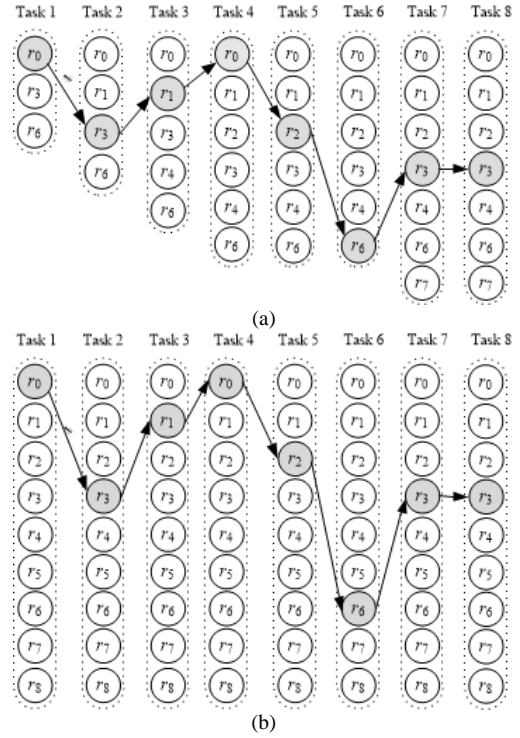 Task 1 Task 2 Task 3 Task 4 Task 5 Task 6 Task 7 Task 8
r0 r0 r0 r0 r0 r0 r0 r0
r3 r1 r1 r1 r1 r1 r1 r1
r6 r3 r3 r2 r2 r2 r2 r2
r6 r4 r3 r3 r3 r3 r3
r6 r4 r4 r4 r4 r4
r6 r6 r6 r6 r6
r7 r7
(a)
Task 1 Task 2 Task 3 Task 4 Task 5 Task 6 Task 7 Task 8
r0 r0 r0 r0 r0 r0 r0 r0
r1 r1 r1 r1 r1 r1 r1 r1
r2 r2 r2 r2 r2 r2 r2 r2
r3 r3 r3 r3 r3 r3 r3 r3
r4 r4 r4 r4 r4 r4 r4 r4
r5 r5 r5 r5 r5 r5 r5 r5
r6 r6 r6 r6 r6 r6 r6 r6
r7 r7 r7 r7 r7 r7 r7 r7
r8 r8 r8 r8 r8 r8 r8 r8
(b)